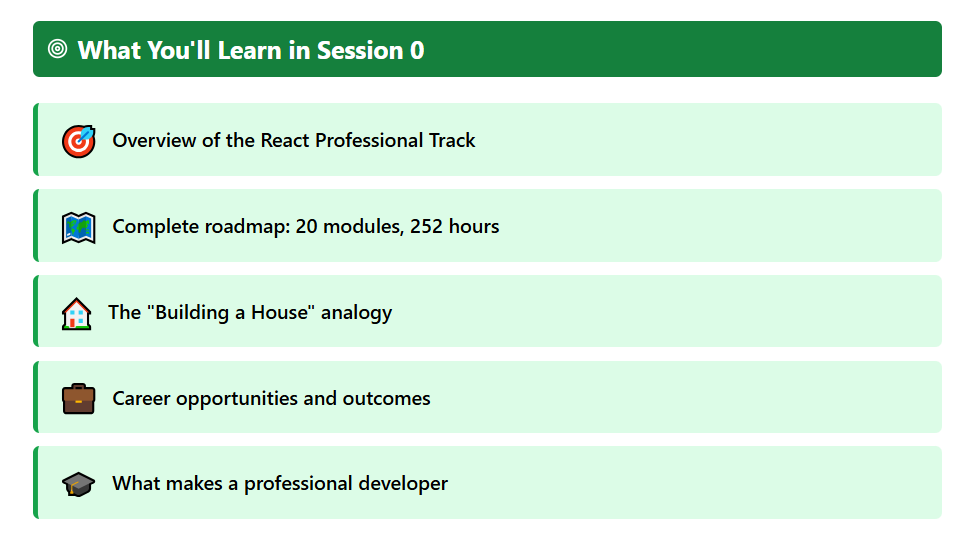 What You'll Learn in Session 0
Overview of the React Professional Track
Complete roadmap: 20 modules, 252 hours
The "Building a House" analogy
Career opportunities and outcomes
What makes a professional developer